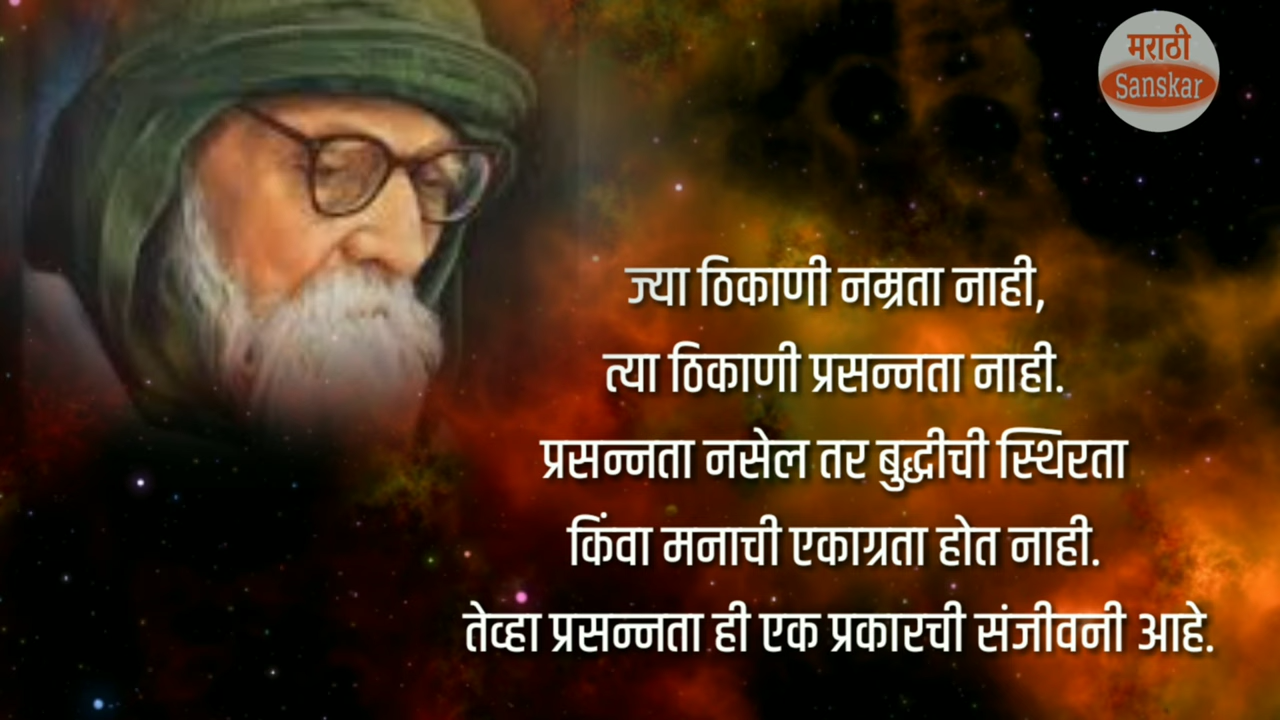 मराठी
Sanskar
ज्या ठिकाणी नम्रता नाही,
त्या ठिकाणी प्रसन्नता नाही.
प्रसन्नता नसेल तर बुद्धीची स्थिरता
किंवा मनाची एकाग्रता होत नाही.
तेव्हा प्रसन्नता ही एक प्रकारची संजीवनी आहे.